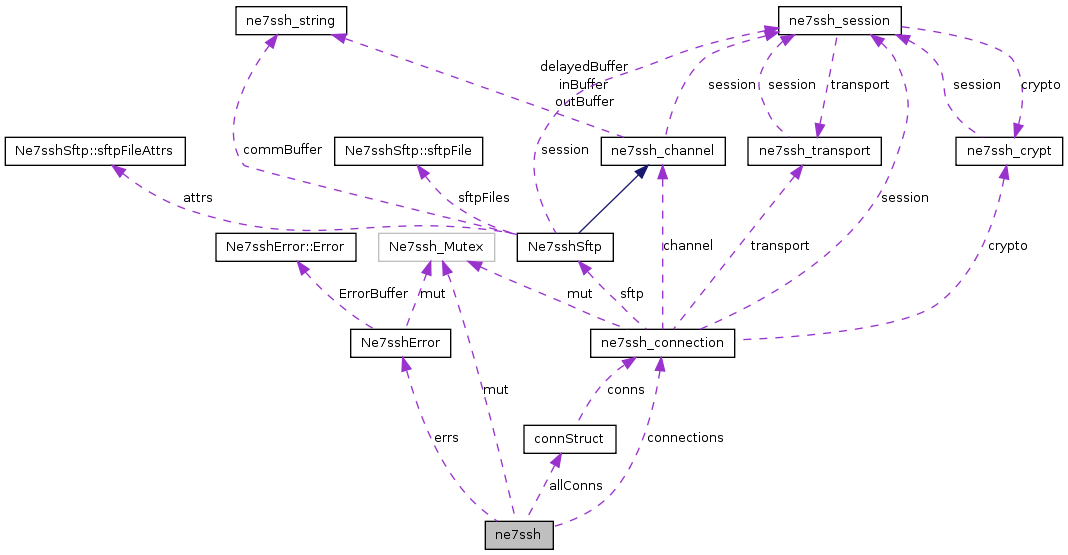 ne7ssh_string
ne7ssh_session
delayedBuffer
inBuffer
outBuffer
session
session
transport
session
crypto
commBuffer
session
Ne7sshSftp::sftpFileAttrs
Ne7sshSftp::sftpFile
ne7ssh_channel
ne7ssh_transport
ne7ssh_crypt
attrs
sftpFiles
session
Ne7sshError::Error
Ne7ssh_Mutex
Ne7sshSftp
channel
transport
crypto
ErrorBuffer
mut
mut
sftp
Ne7sshError
ne7ssh_connection
mut
conns
errs
connStruct
connections
allConns
ne7ssh